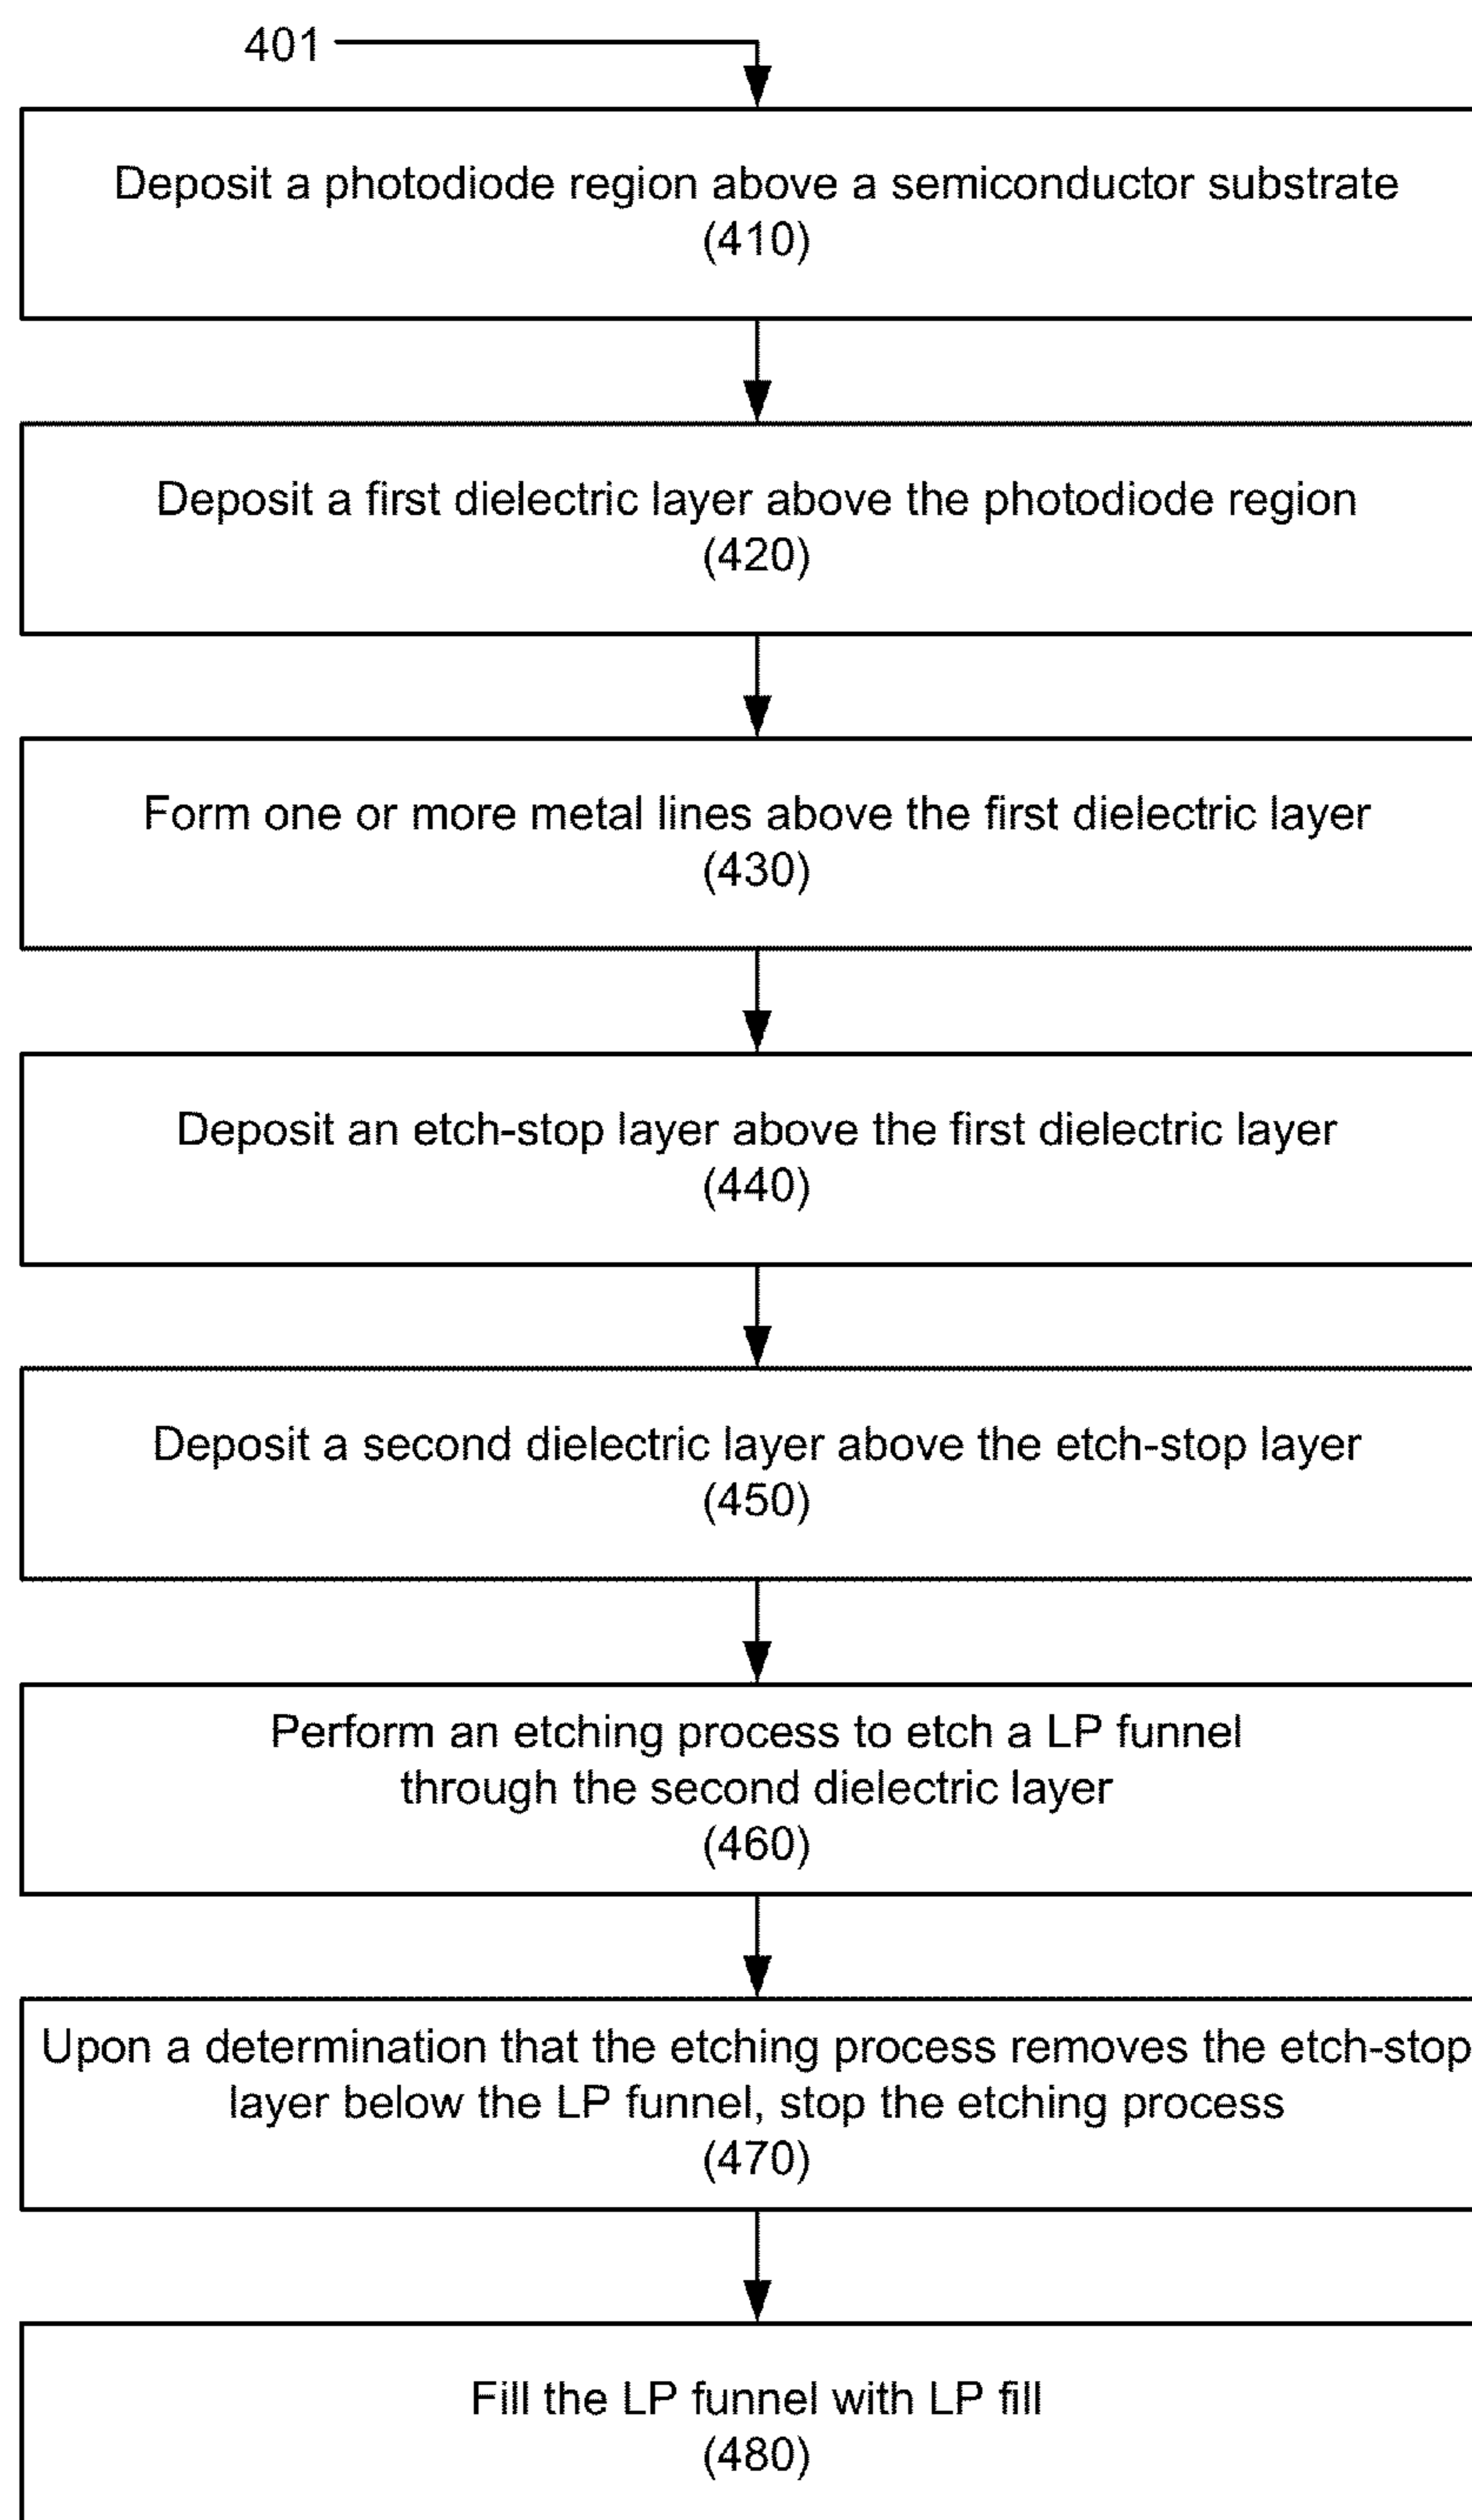 401
Deposit a photodiode region above a semiconductor substrate
(410)
Deposit a first dielectric layer above the photodiode region
(420)
Form one or more metal lines above the first dielectric layer
(430)
Deposit an etch-stop layer above the first dielectric layer
(440)
Deposit a second dielectric layer above the etch-stop layer
(450)
Perform an etching process to etch a LP funnel
through the second dielectric layer
(460)
Upon a determination that the etching process removes the etch-stop
layer below the LP funnel, stop the etching process
(470)
Fill the LP funnel with LP fill
(480)